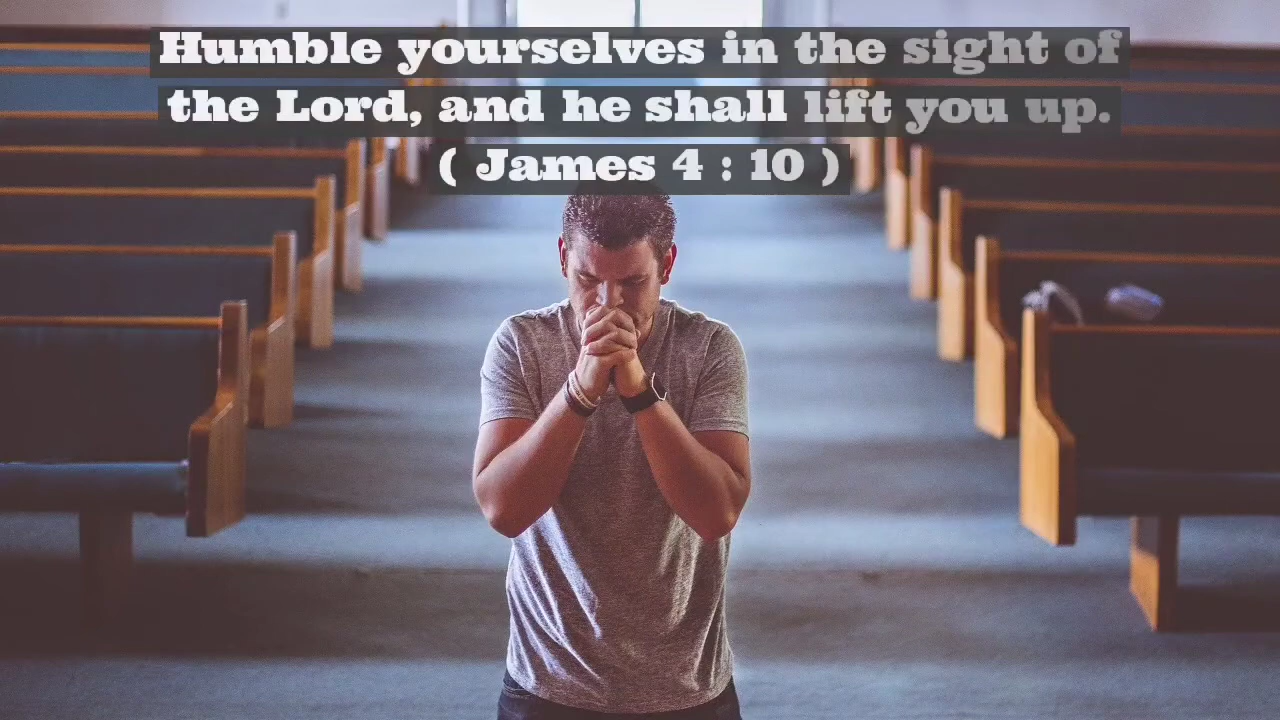 Humble yourselves in the sight of
the Lord, and he shall lift you up.
( James 4 : 10 )